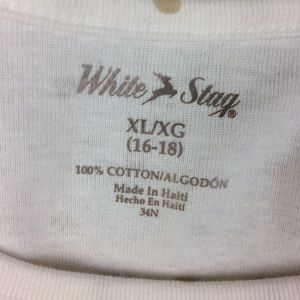 White Stag®
XL/XG
(16-18)
100% COTTON/ALGODÓN
Made In Haiti
Hecho En Haiti
34N